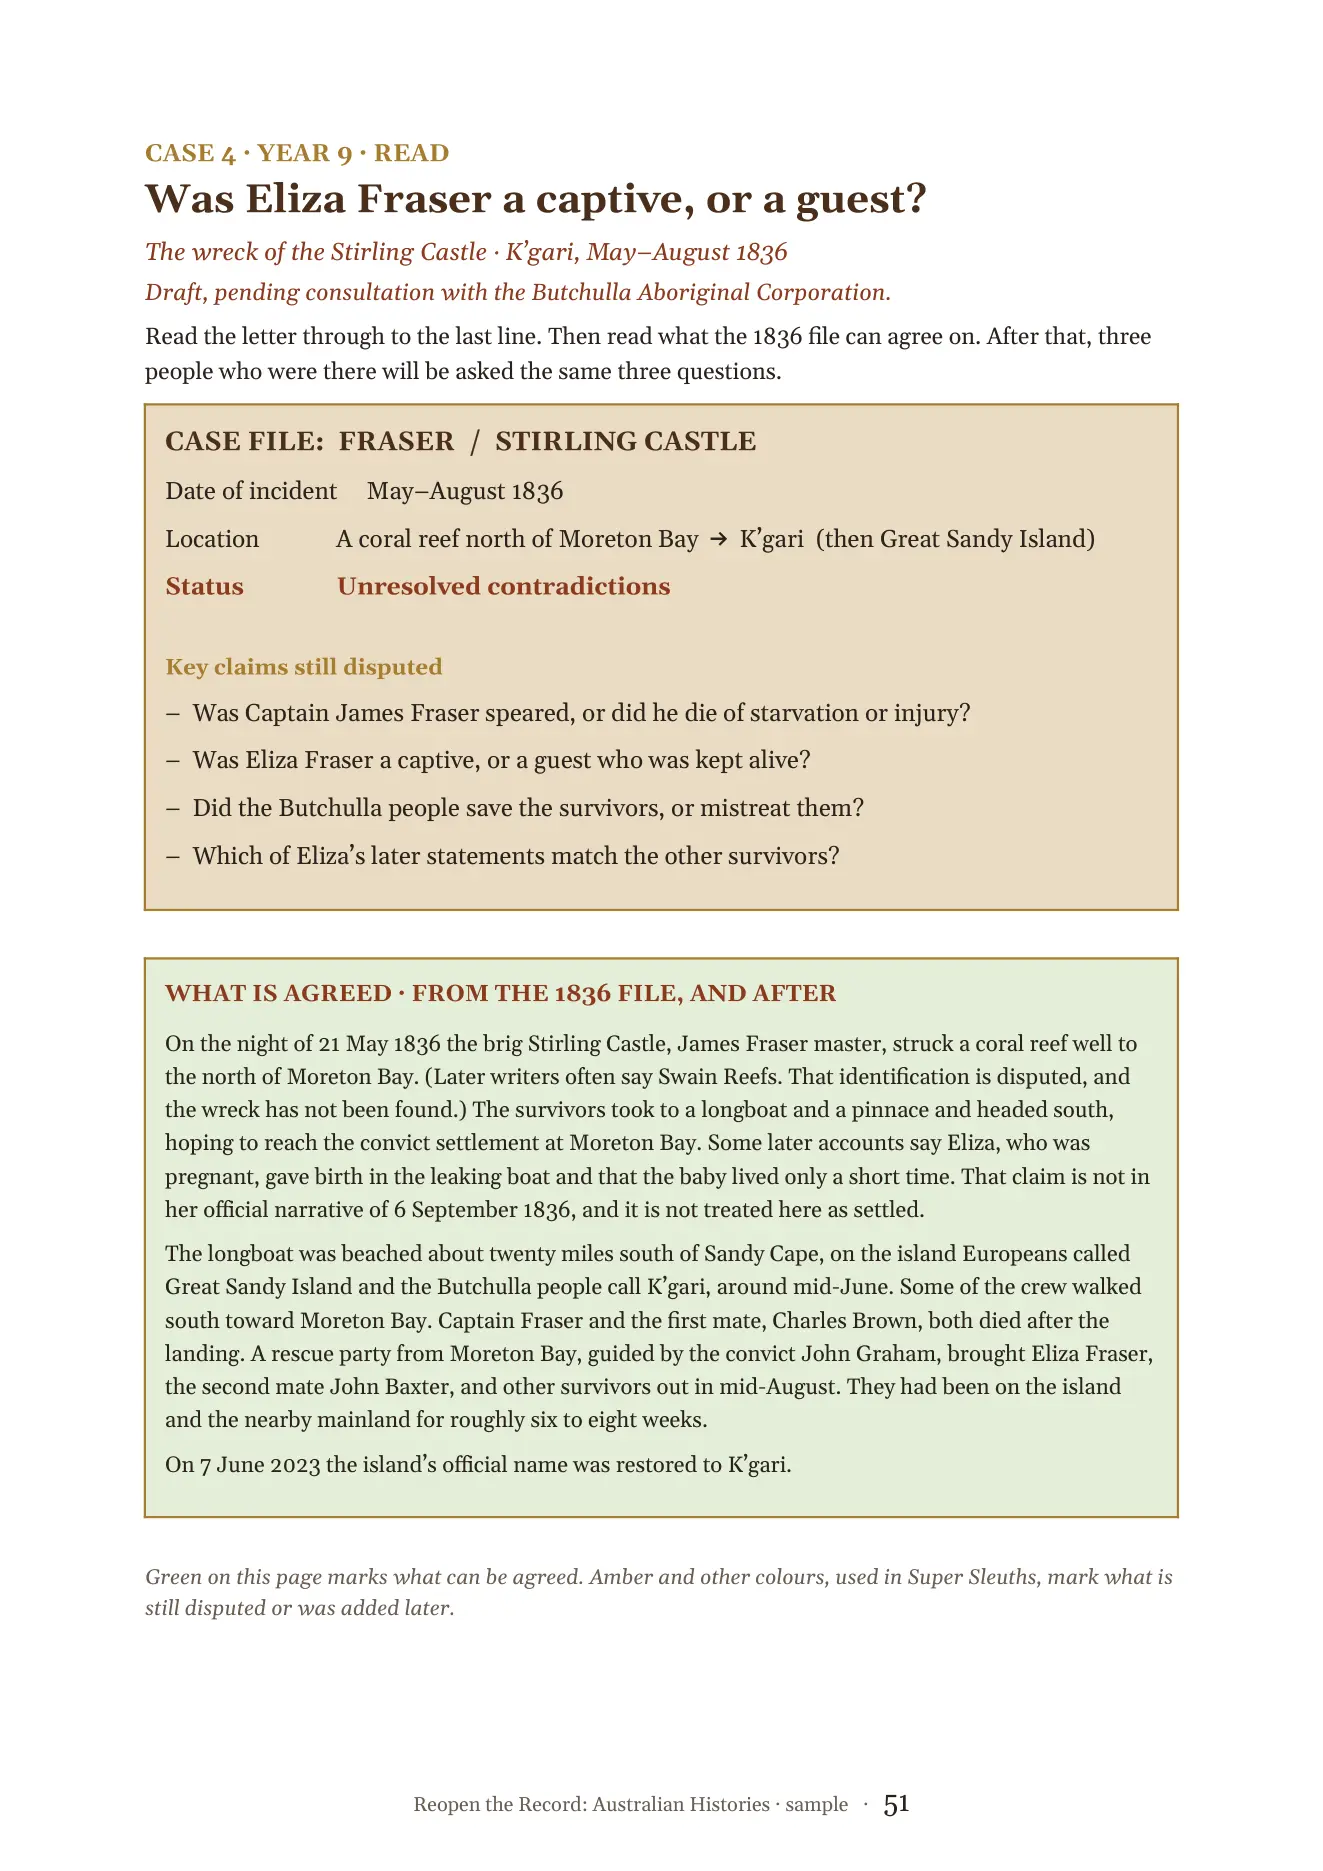 CASE 4 · YEAR 9 · READ
Was Eliza Fraser a captive, or a guest?
The wreck of the Stirling Castle · K’gari, May–August 1836
Draft, pending consultation with the Butchulla Aboriginal Corporation.
Read the letter through to the last line. Then read what the 1836 file can agree on. After that, three
people who were there will be asked the same three questions.
CASE FILE: FRASER / STIRLING CASTLE
Date of incident May–August 1836
Location A coral reef north of Moreton Bay → K’gari (then Great Sandy Island)
Status Unresolved contradictions
Key claims still disputed
– Was Captain James Fraser speared, or did he die of starvation or injury?
– Was Eliza Fraser a captive, or a guest who was kept alive?
– Did the Butchulla people save the survivors, or mistreat them?
– Which of Eliza’s later statements match the other survivors?
WHAT IS AGREED · FROM THE 1836 FILE, AND AFTER
On the night of 21 May 1836 the brig Stirling Castle, James Fraser master, struck a coral reef well to
the north of Moreton Bay. (Later writers often say Swain Reefs. That identification is disputed, and
the wreck has not been found.) The survivors took to a longboat and a pinnace and headed south,
hoping to reach the convict settlement at Moreton Bay. Some later accounts say Eliza, who was
pregnant, gave birth in the leaking boat and that the baby lived only a short time. That claim is not in
her official narrative of 6 September 1836, and it is not treated here as settled.
The longboat was beached about twenty miles south of Sandy Cape, on the island Europeans called
Great Sandy Island and the Butchulla people call K’gari, around mid-June. Some of the crew walked
south toward Moreton Bay. Captain Fraser and the first mate, Charles Brown, both died after the
landing. A rescue party from Moreton Bay, guided by the convict John Graham, brought Eliza Fraser,
the second mate John Baxter, and other survivors out in mid-August. They had been on the island
and the nearby mainland for roughly six to eight weeks.
On 7 June 2023 the island’s official name was restored to K’gari.
Green on this page marks what can be agreed. Amber and other colours, used in Super Sleuths, mark what is
still disputed or was added later.
Reopen the Record: Australian Histories · sample · 51